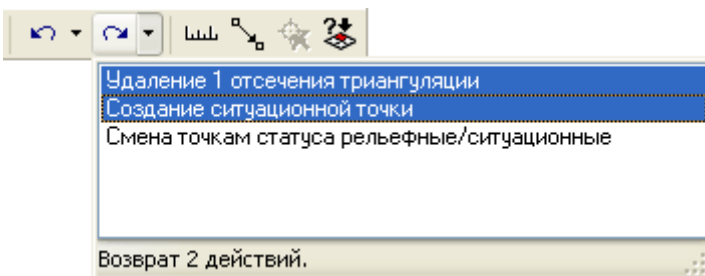 Удаление 1 отсечения триангуляции
Создание ситуационной точки
Смена точкам статуса рельефные/ситуационные
Возврат 2 действий.